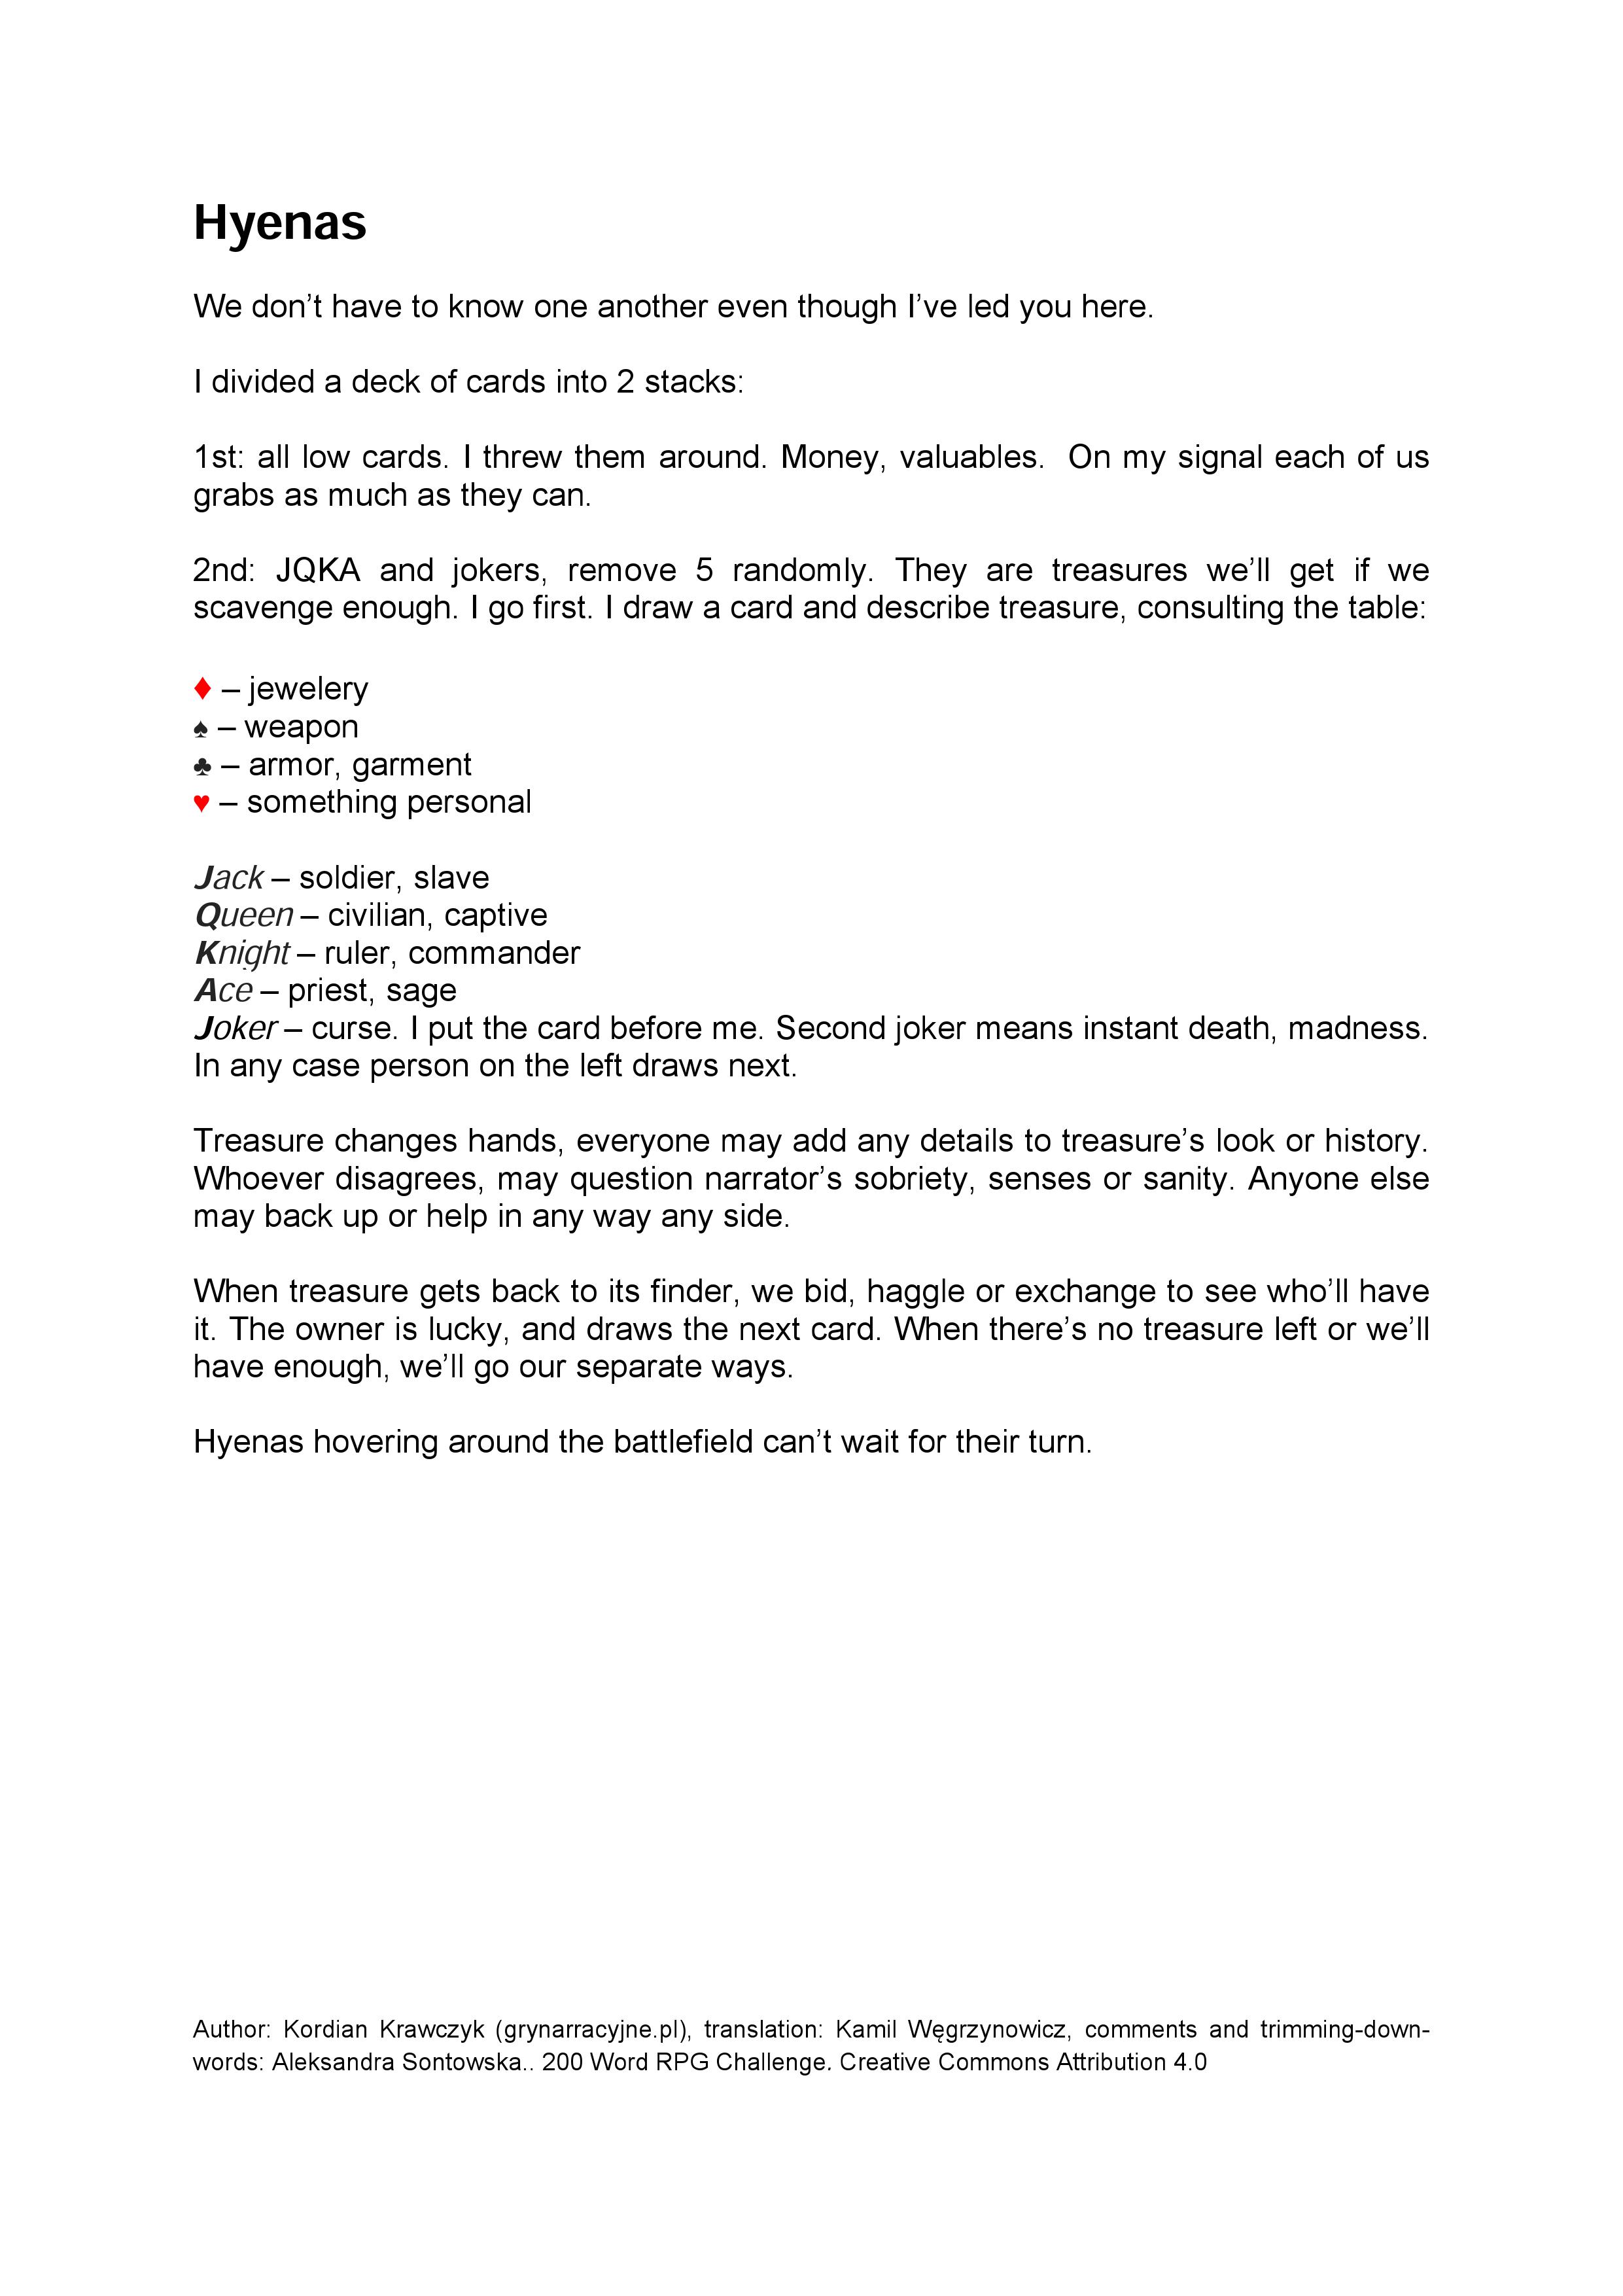 Hyenas
We don’t have to know one another even though I’ve led you here.
I divided a deck of cards into 2 stacks:
1st: all low cards. I threw them around. Money, valuables.  On my signal each of us
grabs as much as they can.
2nd: JQKA and jokers, remove 5 randomly. They are treasures we’ll get if we
scavenge enough. I go first. I draw a card and describe treasure, consulting the table:
♦ – jewelery
♠ – weapon
♣ – armor, garment
♥ – something personal
Jack – soldier, slave
Queen – civilian, captive
Knight – ruler, commander
Ace – priest, sage
Joker – curse. I put the card before me. Second joker means instant death, madness.
In any case person on the left draws next.
Treasure changes hands, everyone may add any details to treasure’s look or history.
Whoever disagrees, may question narrator’s sobriety, senses or sanity. Anyone else
may back up or help in any way any side.
When treasure gets back to its finder, we bid, haggle or exchange to see who’ll have
it. The owner is lucky, and draws the next card. When there’s no treasure left or we’ll
have enough, we’ll go our separate ways.
Hyenas hovering around the battlefield can’t wait for their turn.
Author: Kordian Krawczyk (grynarracyjne.pl), translation: Kamil Węgrzynowicz, comments and trimming-down-
words: Aleksandra Sontowska.. 200 Word RPG Challenge. Creative Commons Attribution 4.0